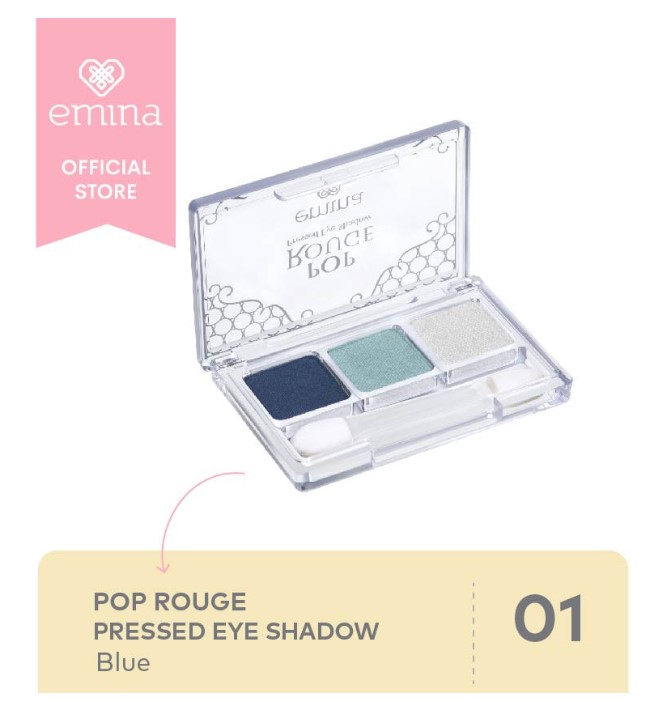 emina
OFFICIAL
STORE
emina
Pressed Eye Shadow
ROUGE
POP
POP ROUGE
PRESSED EYE SHADOW
Blue
01